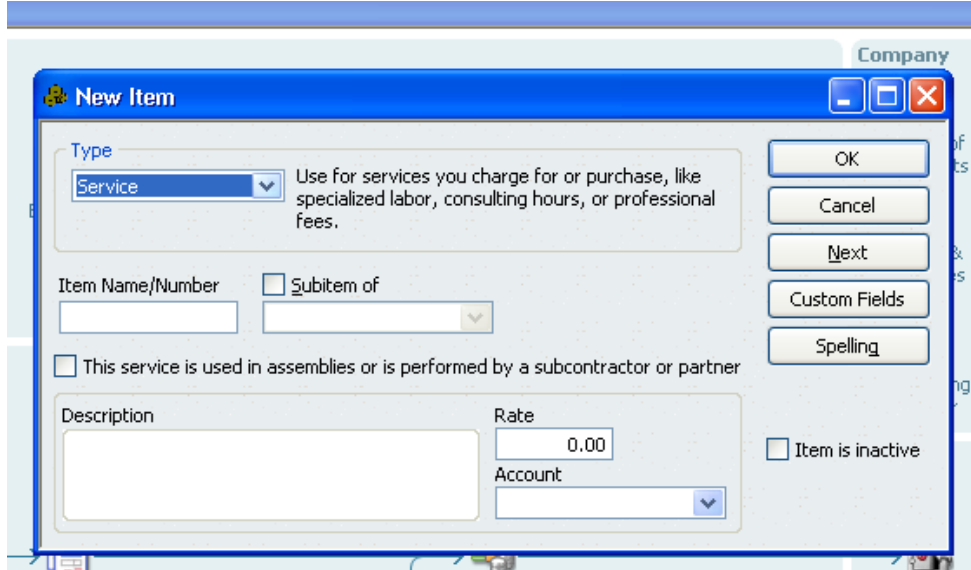 Company
New Item
Type
Service
Use for services you charge for or purchase, like
specialized labor, consulting hours, or professional
fees.
OK
Cancel
Next
Custom Fields
Spelling
Item Name/Number
Subitem of
This service is used in assemblies or is performed by a subcontractor or partner
Description
Rate
0.00
Account
Item is inactive